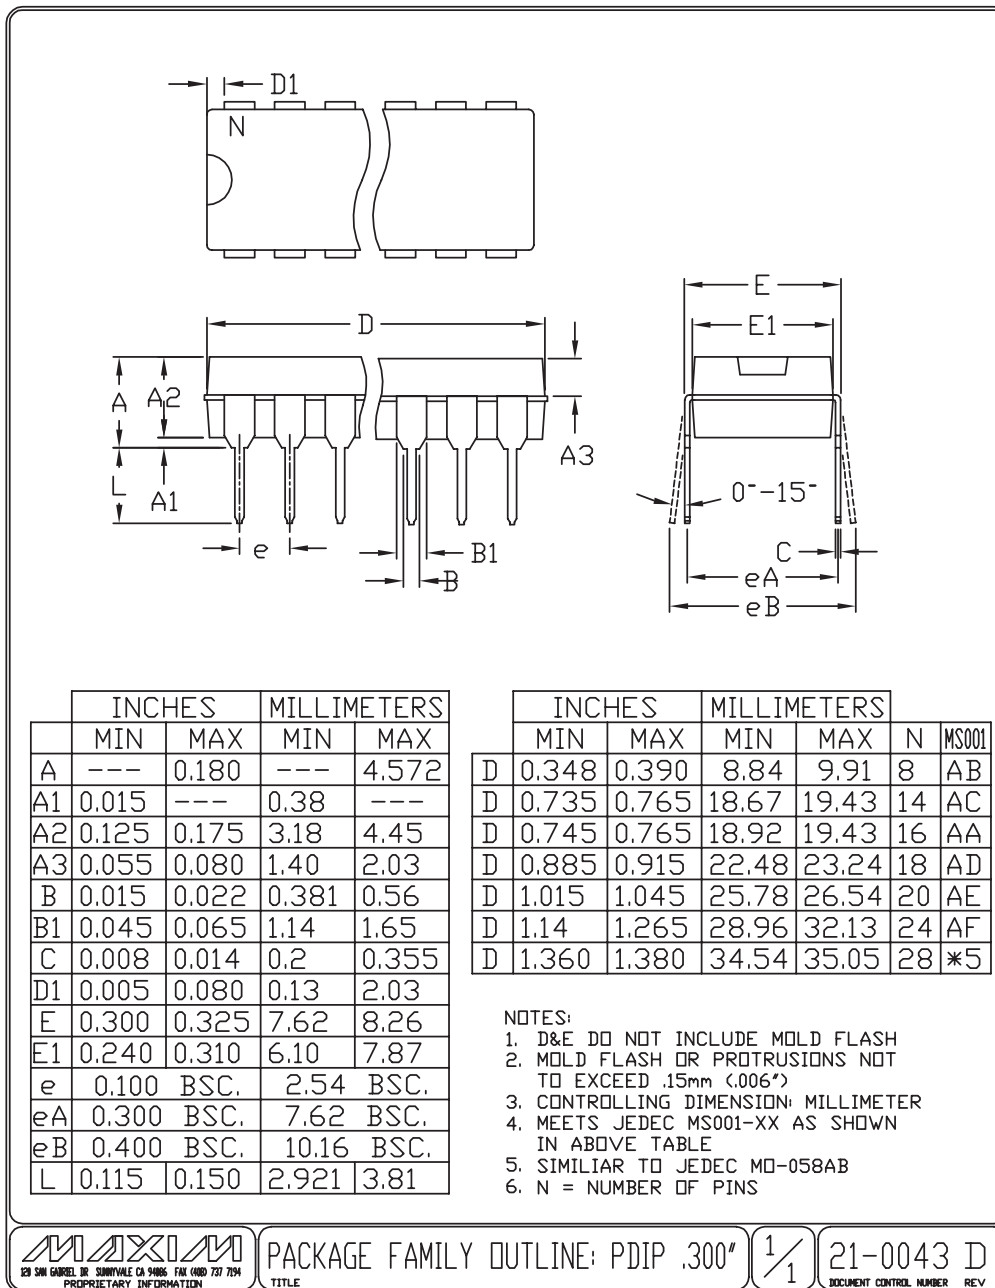 D1
N
E
D
E1
A
A2
A3
L
A1
0°-15°
e
B1
C
B
eA
eB
INCHES MILLIMETERS
MIN MAX MIN MAX
A --- 0.180 --- 4.572
A1 0.015 --- 0.38 ---
A2 0.125 0.175 3.18 4.45
A3 0.055 0.080 1.40 2.03
B 0.015 0.022 0.381 0.56
B1 0.045 0.065 1.14 1.65
C 0.008 0.014 0.2 0.355
D1 0.005 0.080 0.13 2.03
E 0.300 0.325 7.62 8.26
E1 0.240 0.310 6.10 7.87
e 0.100 BSC. 2.54 BSC.
eA 0.300 BSC. 7.62 BSC.
eB 0.400 BSC. 10.16 BSC.
L 0.115 0.150 2.921 3.81
INCHES MILLIMETERS
MIN MAX MIN MAX N MS001
D 0.348 0.390 8.84 9.91 8 AB
D 0.735 0.765 18.67 19.43 14 AC
D 0.745 0.765 18.92 19.43 16 AA
D 0.885 0.915 22.48 23.24 18 AD
D 1.015 1.045 25.78 26.54 20 AE
D 1.14 1.265 28.96 32.13 24 AF
D 1.360 1.380 34.54 35.05 28 *5
NOTES:
1. D&E DO NOT INCLUDE MOLD FLASH
2. MOLD FLASH OR PROTRUSIONS NOT
TO EXCEED .15mm (.006")
3. CONTROLLING DIMENSION: MILLIMETER
4. MEETS JEDEC MS001-XX AS SHOWN
IN ABOVE TABLE
5. SIMILIAR TO JEDEC MO-058AB
6. N = NUMBER OF PINS
MAXIM
120 SAN GABRIEL DR SUNNYVALE CA 94086 FAX (408) 737 7194
PROPRIETARY INFORMATION
PACKAGE FAMILY OUTLINE: PDIP .300"
TITLE
1/1
21-0043 D
DOCUMENT CONTROL NUMBER REV